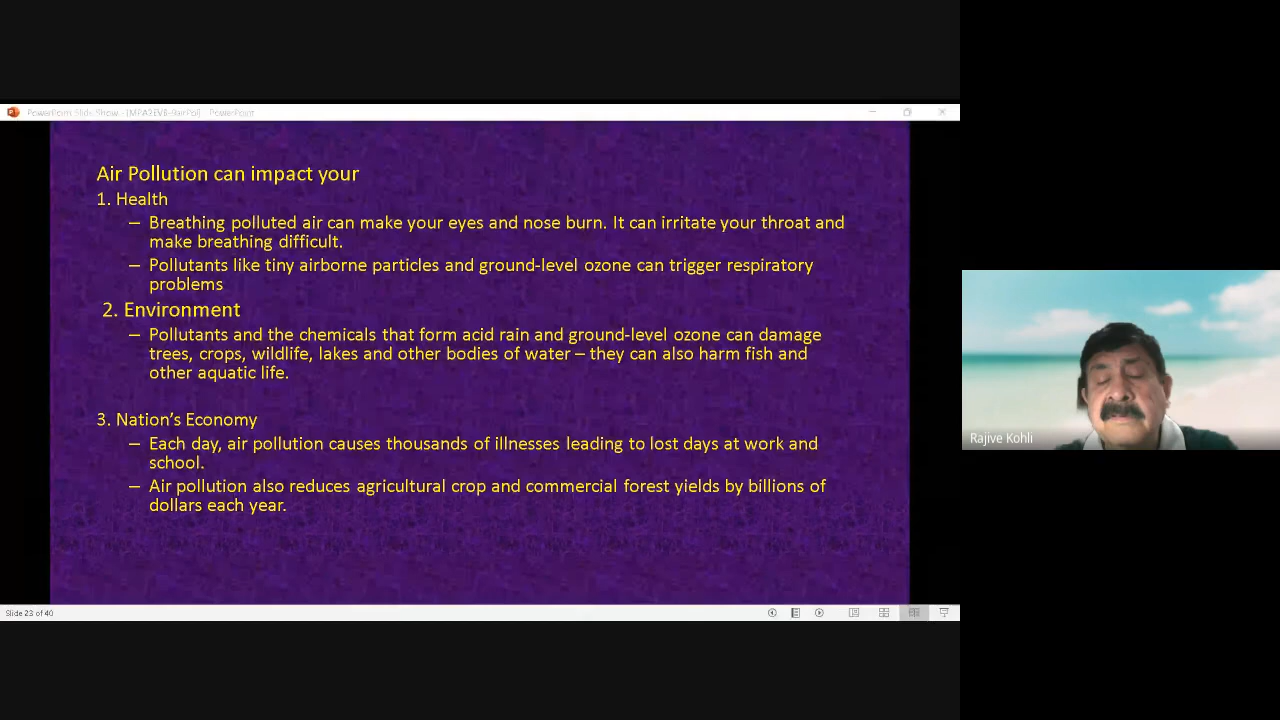 PowerPoint Slide Show - - PowerPoint
Air Pollution can impact your
1. Health
– Breathing polluted air can make your eyes and nose burn. It can irritate your throat and
make breathing difficult.
– Pollutants like tiny airborne particles and ground-level ozone can trigger respiratory
problems
2. Environment
– Pollutants and the chemicals that form acid rain and ground-level ozone can damage
trees, crops, wildlife, lakes and other bodies of water – they can also harm fish and
other aquatic life.
3. Nation’s Economy
– Each day, air pollution causes thousands of illnesses leading to lost days at work and
school.
– Air pollution also reduces agricultural crop and commercial forest yields by billions of
dollars each year.
Slide 23 of 40
Rajive Kohli